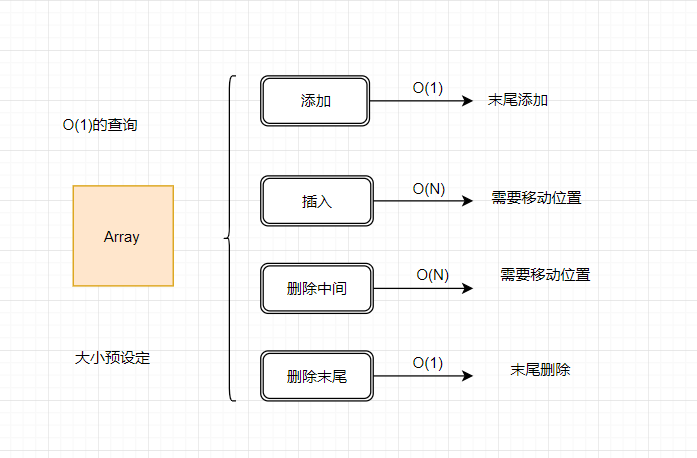 O(1)的查询
Array
大小预设定
添加
O(1)
末尾添加
插入
O(N)
需要移动位置
删除中间
O(N)
需要移动位置
删除末尾
O(1)
末尾删除